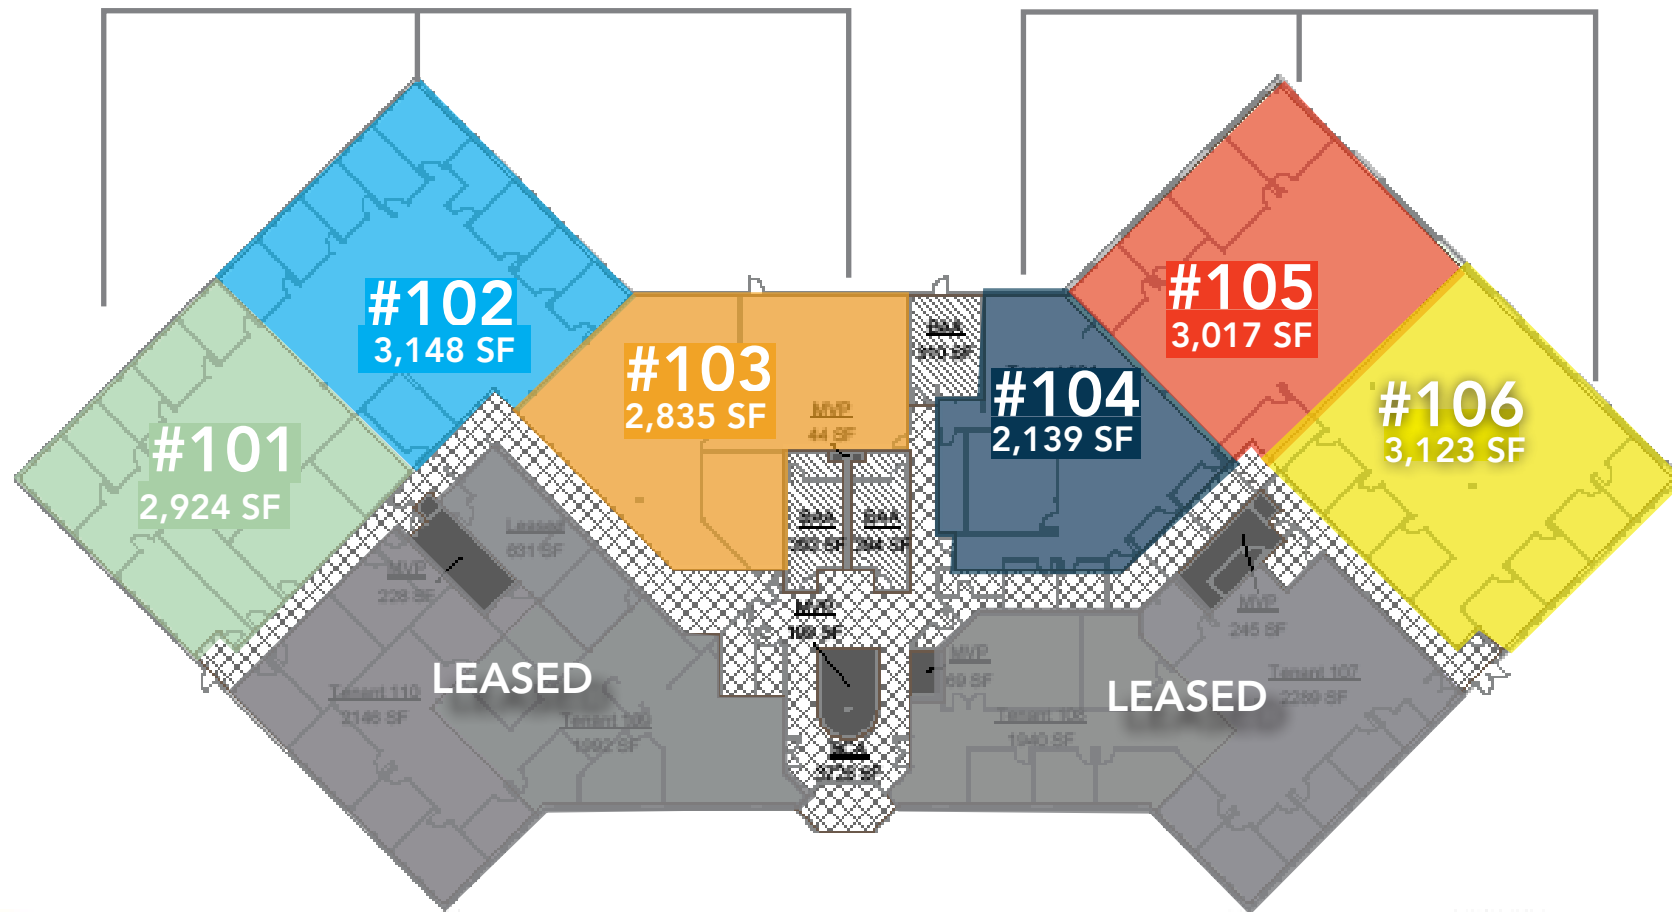 #102
3,148 SF
#105
3,017 SF
#103
2,835 SF
#104
2,139 SF
#106
3,123 SF
#101
2,924 SF
MVP
44 SF
Leased
631 SF
MVP
228 SF
MVP
199 SF
MVP
245 SF
MVP
69 SF
LEASED
LEASED
Tenant 110
2146 SF
Tenant 109
1992 SF
Tenant 108
1940 SF
Tenant 107
2289 SF